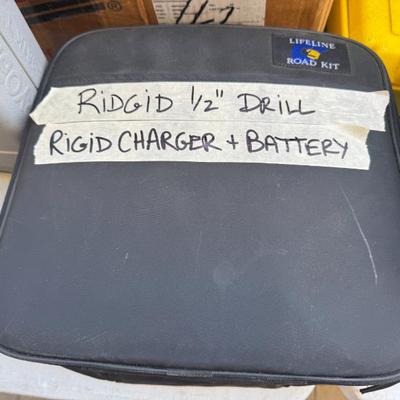 LIFELINE
ROAD KIT
RIDGID 1/2" DRILL
RIGID CHARGER + BATTERY